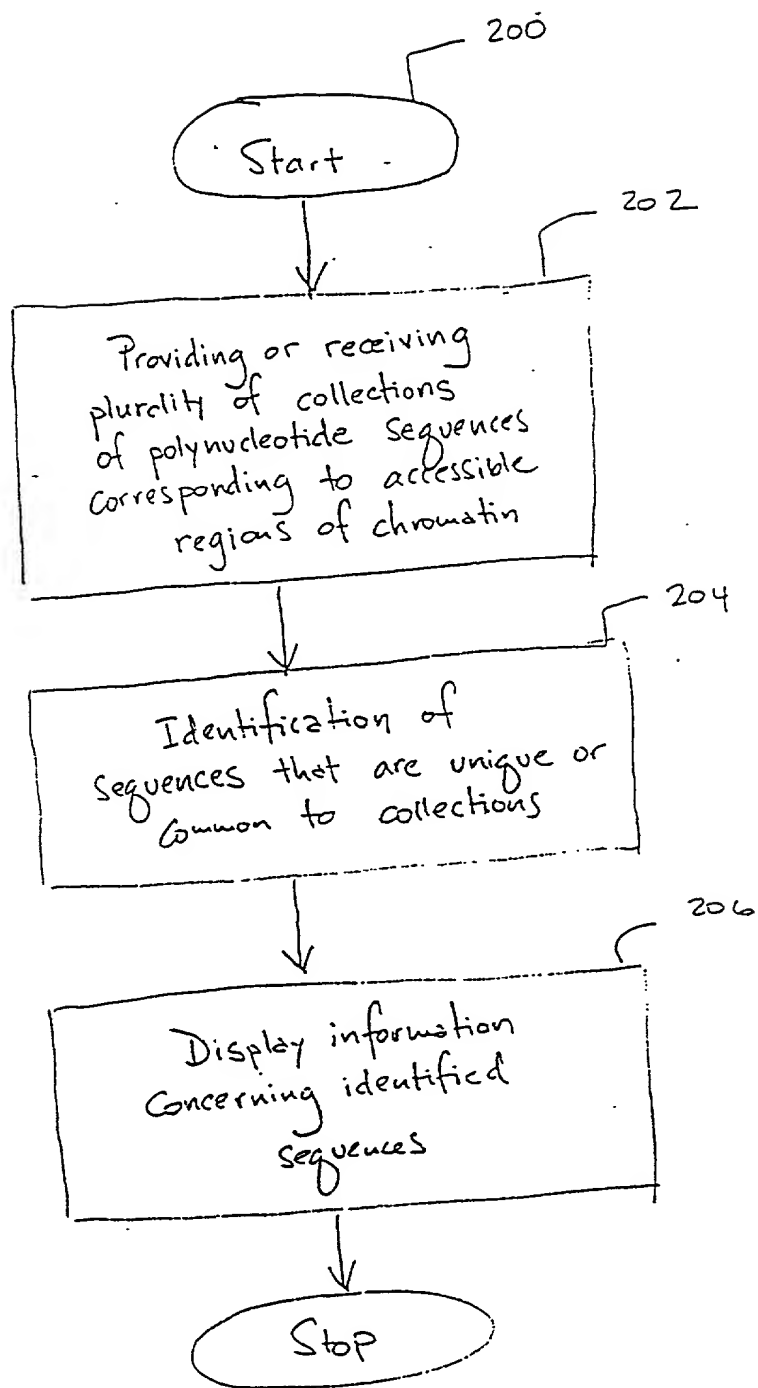 200
Start
202
Providing or receiving
plurality of collections
of polynucleotide sequences
corresponding to accessible
regions of chromatin
204
Identification of
sequences that are unique or
common to collections
206
Display information
concerning identified
sequences
Stop